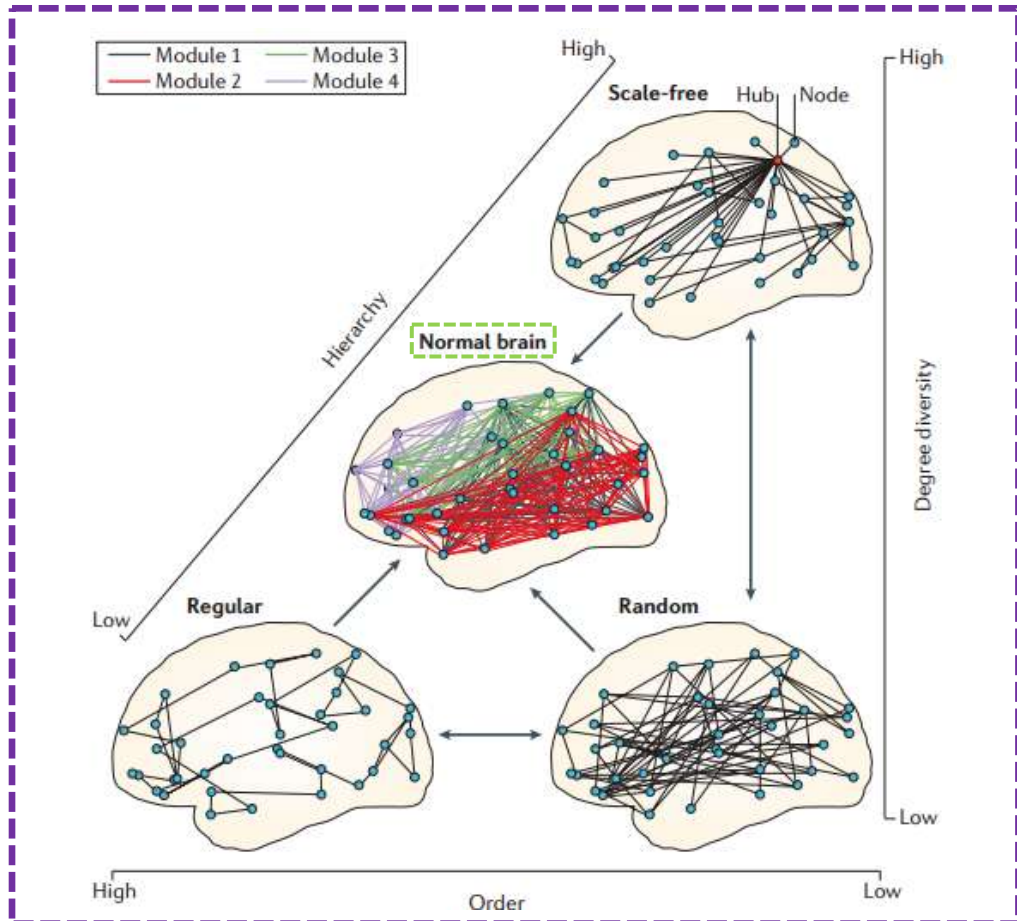 Module 1
Module 3
Module 2
Module 4
High
High
Scale-free
Hub
Node
Hierarchy
Normal brain
Degree diversity
Low
Regular
Random
Low
High
Order
Low